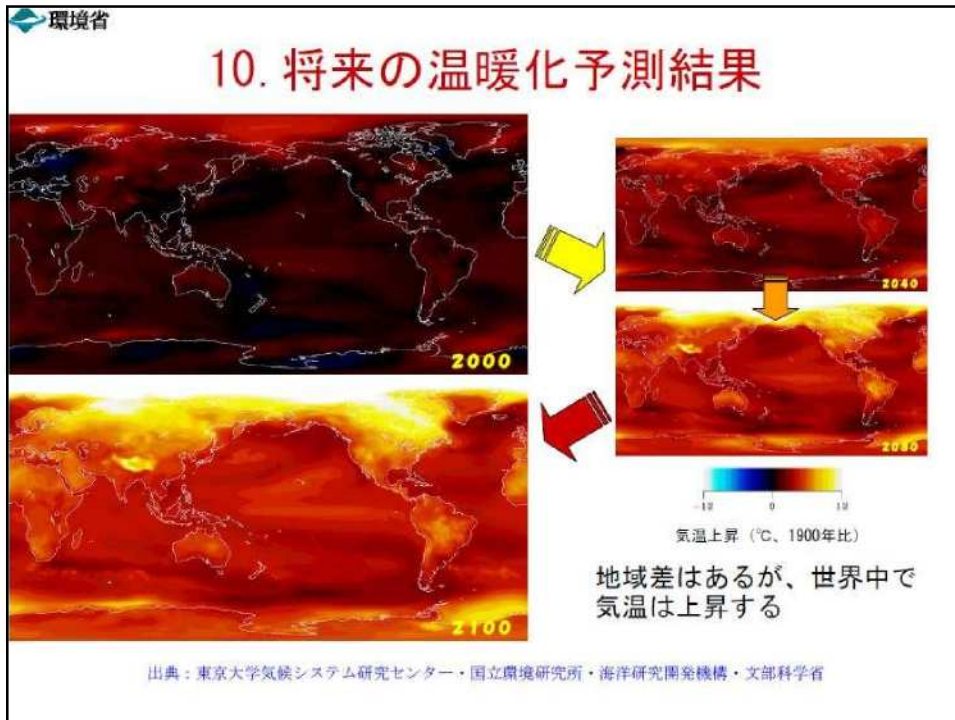 環境省
10. 将来の温暖化予測結果
2000
2040
2080
2100
-10 0 10
気温上昇（℃、1900年比）
地域差はあるが、世界中で
気温は上昇する
出典：東京大学気候システム研究センター・国立環境研究所・海洋研究開発機構・文部科学省